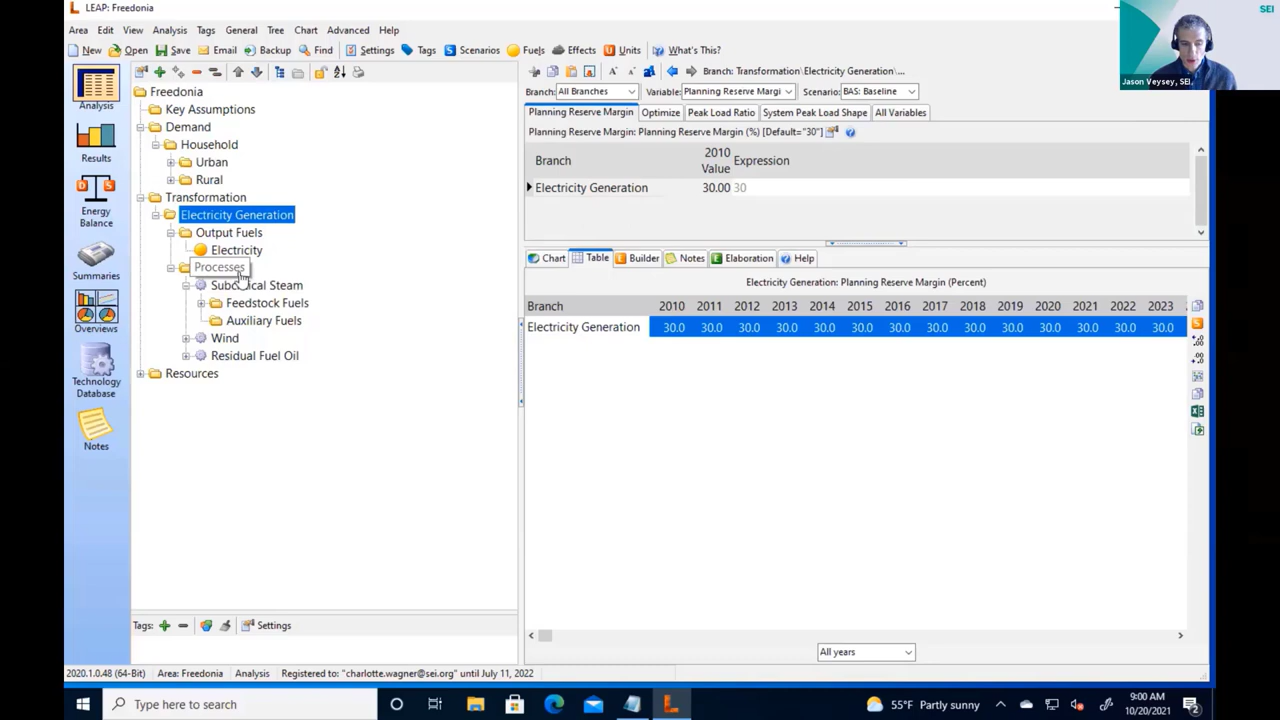 LEAP: Freedonia
SEI
Jason Veysey, SEI,
Area Edit View Analysis Tags General Tree Chart Advanced Help
New Open Save Email Backup Find Settings Tags Scenarios Fuels Effects Units What's This?
Analysis
Results
Energy
Balance
Summaries
Overviews
Technology
Database
Notes
Freedonia
Key Assumptions
Demand
Household
Urban
Rural
Transformation
Electricity Generation
Output Fuels
Electricity
Processes
Feedstock Fuels
Auxiliary Fuels
Wind
Residual Fuel Oil
Resources
Tags: Settings
Branch: Transformation\Electricity Generation\...
Branch: All Branches Variable: Planning Reserve Margi Scenario: BAS: Baseline
Planning Reserve Margin Optimize Peak Load Ratio System Peak Load Shape All Variables
Planning Reserve Margin: Planning Reserve Margin (%) [Default="30"]
Branch 2010 Value Expression
Electricity Generation 30.00 30
Chart Table Builder Notes Elaboration Help
Electricity Generation: Planning Reserve Margin (Percent)
Branch 2010 2011 2012 2013 2014 2015 2016 2017 2018 2019 2020 2021 2022 2023
Electricity Generation 30.0 30.0 30.0 30.0 30.0 30.0 30.0 30.0 30.0 30.0 30.0 30.0 30.0 30.0
All years
2020.1.0.48 (64-Bit) Area: Freedonia Analysis Registered to: "charlotte.wagner@sei.org" until July 11, 2022
Type here to search
55°F Partly sunny
9:00 AM
10/20/2021
2